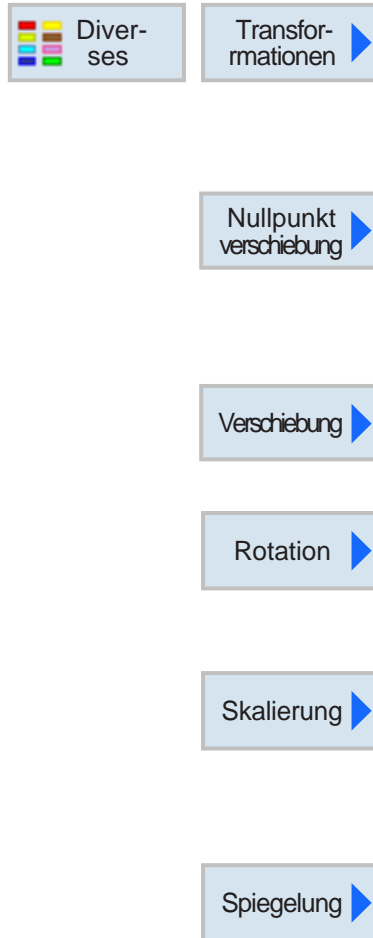 Diver-
ses
Transfor-
rmationen
Nullpunkt
verschiebung
Verschiebung
Rotation
Skalierung
Spiegelung